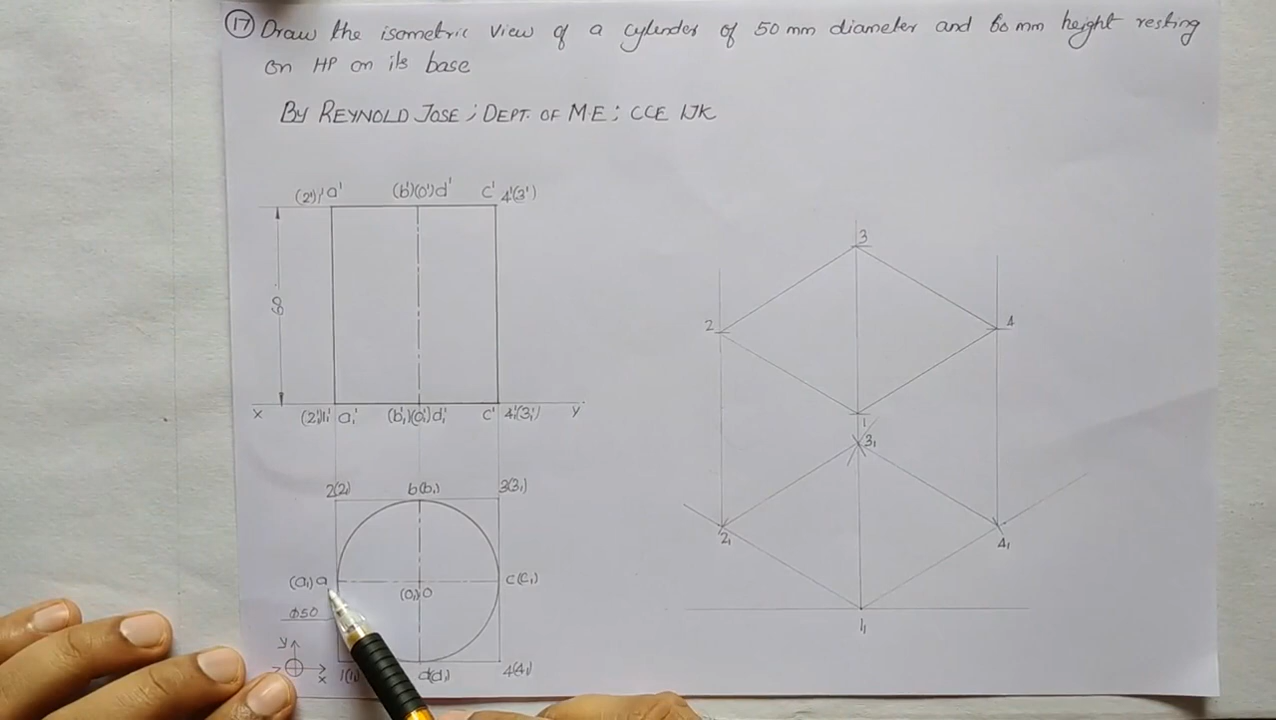 17 Draw the isometric view of a cylinder of 50 mm diameter and 60 mm height resting
on HP on its base
BY REYNOLD JOSE; DEPT. OF ME; CCE IJK
(2')1'a' (b')(o')d' c' 4'(3')
60
x (2₁')1₁' a₁' (b₁')(o₁')d₁' c' 4₁'(3₁') y
2(2₁) b(b₁) 3(3₁)
(a₁)a (o₁)o c(c₁)
ø50
y
x 1(1₁) d(d₁) 4(4₁)
3
2 4
1
3₁
2₁ 4₁
1₁